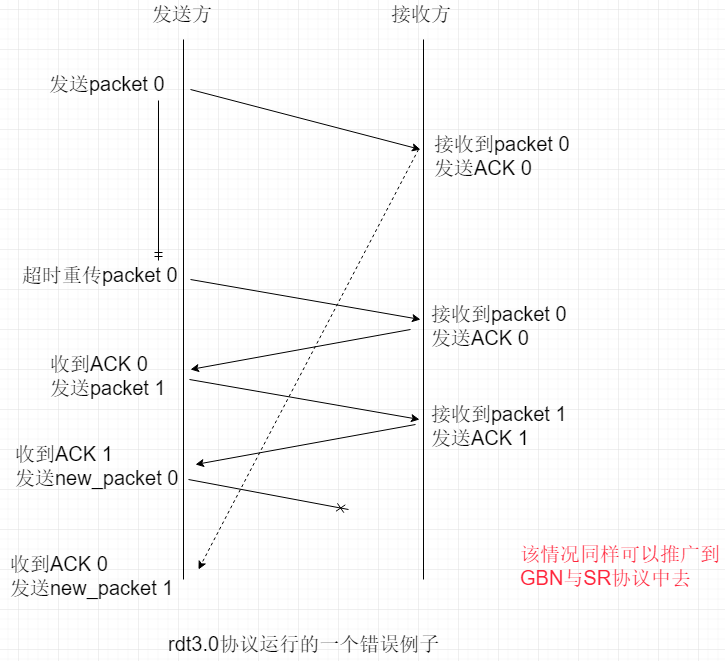 发送方
接收方
发送packet 0
接收到packet 0
发送ACK 0
超时重传packet 0
接收到packet 0
发送ACK 0
收到ACK 0
发送packet 1
接收到packet 1
发送ACK 1
收到ACK 1
发送new_packet 0
收到ACK 0
发送new_packet 1
该情况同样可以推广到
GBN与SR协议中去
rdt3.0协议运行的一个错误例子